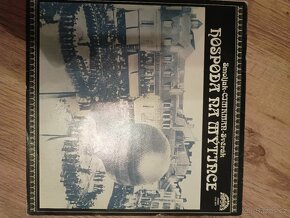 Smoljak-CIMRMAN-Svěrák
HOSPODA NA MÝTINCE